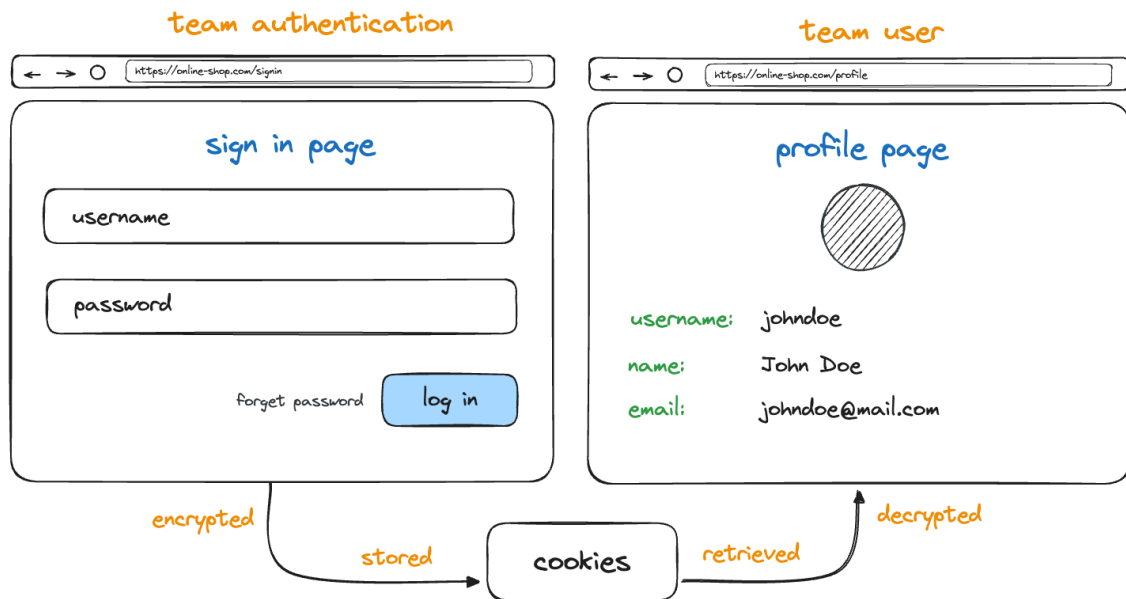 team authentication
https://online-shop.com/signin
sign in page
username
password
forget password
log in
team user
https://online-shop.com/profile
profile page
username: johndoe
name: John Doe
email: johndoe@mail.com
encrypted
stored
cookies
retrieved
decrypted